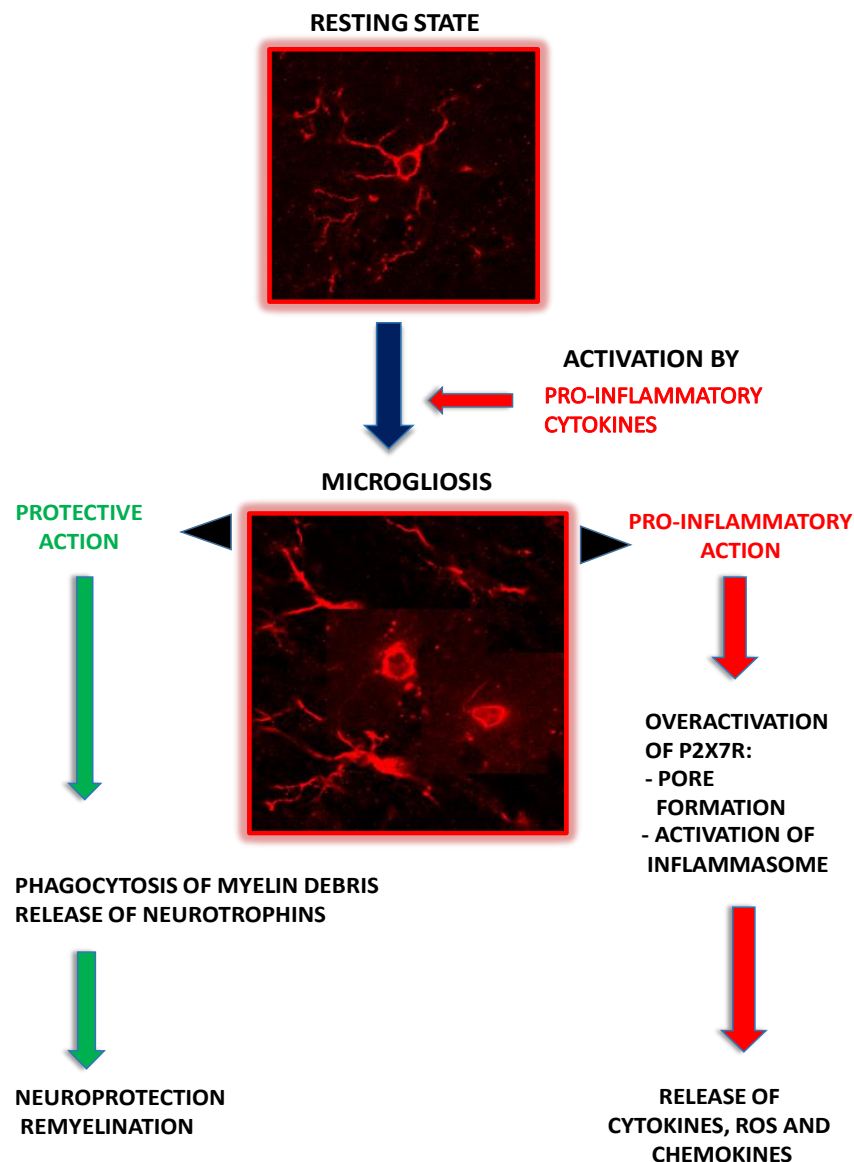 RESTING STATE
ACTIVATION BY
PRO-INFLAMMATORY
CYTOKINES
MICROGLIOSIS
PROTECTIVE
ACTION
PRO-INFLAMMATORY
ACTION
OVERACTIVATION
OF P2X7R:
- PORE
FORMATION
- ACTIVATION OF
INFLAMMASOME
PHAGOCYTOSIS OF MYELIN DEBRIS
RELEASE OF NEUROTROPHINS
NEUROPROTECTION
REMYELINATION
RELEASE OF
CYTOKINES, ROS AND
CHEMOKINES